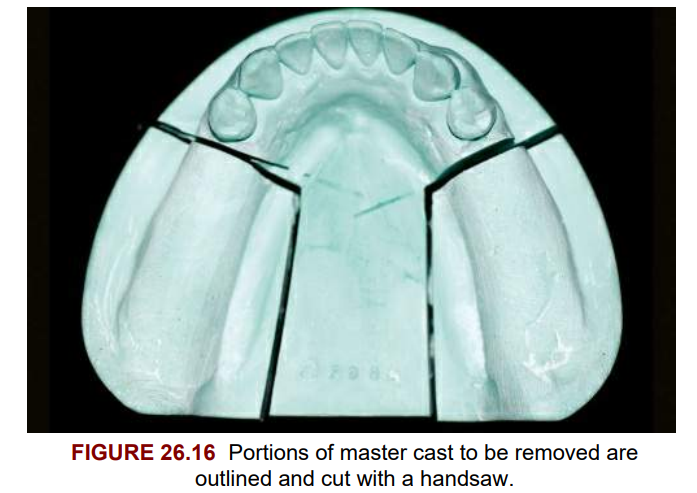 FIGURE 26.16 Portions of master cast to be removed are
outlined and cut with a handsaw.